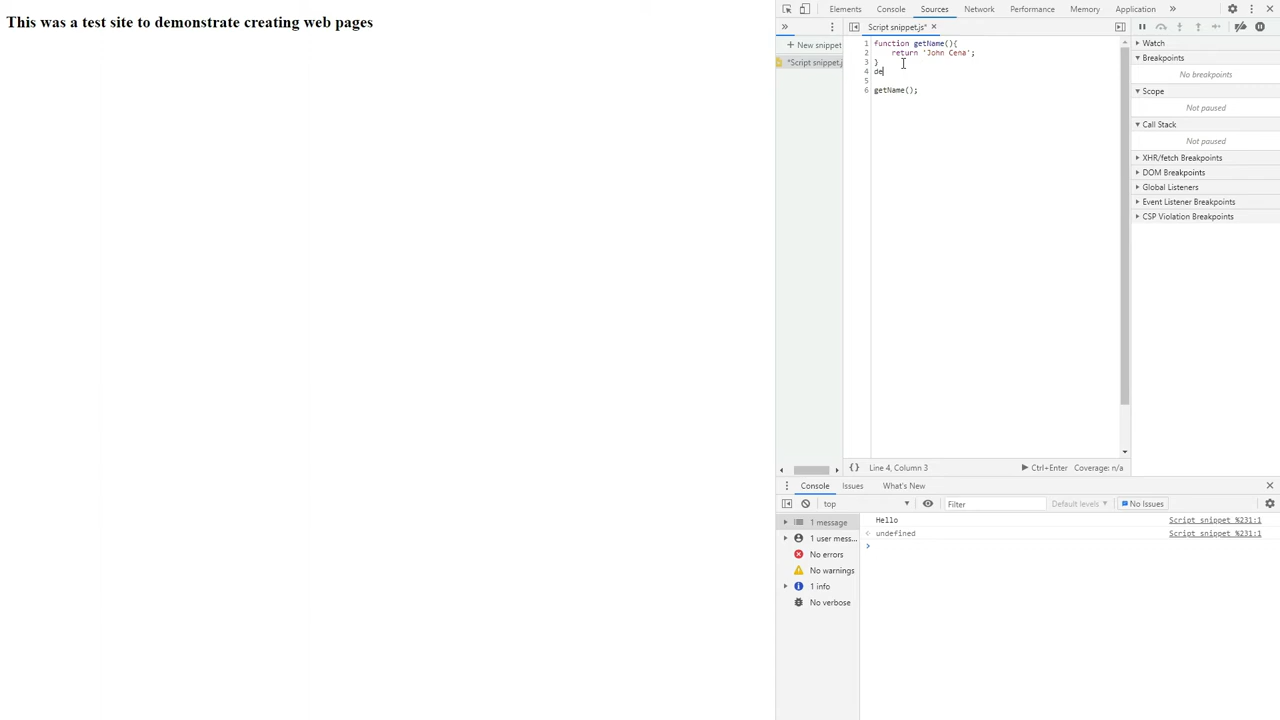 This was a test site to demonstrate creating web pages
Elements Console Sources Network Performance Memory Application »
» Script snippet.js* ×
+ New snippet
*Script snippet.j
1 function getName(){
2 return 'John Cena';
3 }
4 de
5
6 getName();
Watch
Breakpoints
No breakpoints
Scope
Not paused
Call Stack
Not paused
XHR/fetch Breakpoints
DOM Breakpoints
Global Listeners
Event Listener Breakpoints
CSP Violation Breakpoints
{} Line 4, Column 3 Ctrl+Enter Coverage: n/a
Console Issues What's New
top Filter Default levels No Issues
1 message
1 user mess...
No errors
No warnings
1 info
No verbose
Hello Script snippet %231:1
undefined Script snippet %231:1